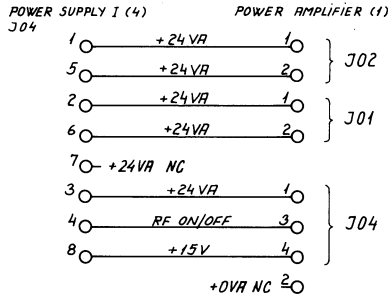 POWER SUPPLY I (4) POWER AMPLIFIER (1)
J04
1 +24VA 1
5 +24VA 2 J02
2 +24VA 1
6 +24VA 2 J01
7 +24VA NC
3 +24VA 1
4 RF ON/OFF 3 J04
8 +15V 4
+0VA NC 2